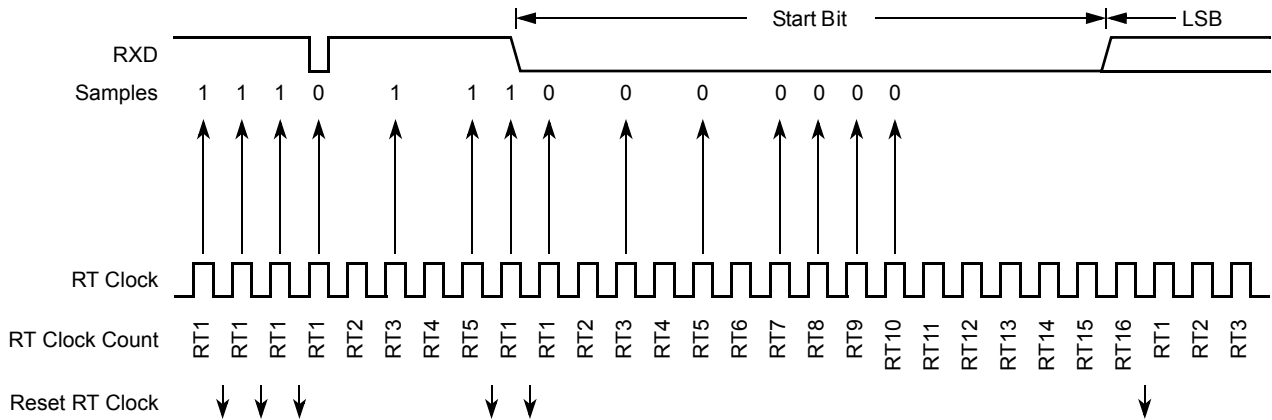 Start Bit LSB
RXD
Samples 1 1 1 0 1 1 1 0 0 0 0 0 0 0
RT Clock
RT Clock Count RT1 RT1 RT1 RT1 RT2 RT3 RT4 RT5 RT1 RT1 RT2 RT3 RT4 RT5 RT6 RT7 RT8 RT9 RT10 RT11 RT12 RT13 RT14 RT15 RT16 RT1 RT2 RT3
Reset RT Clock